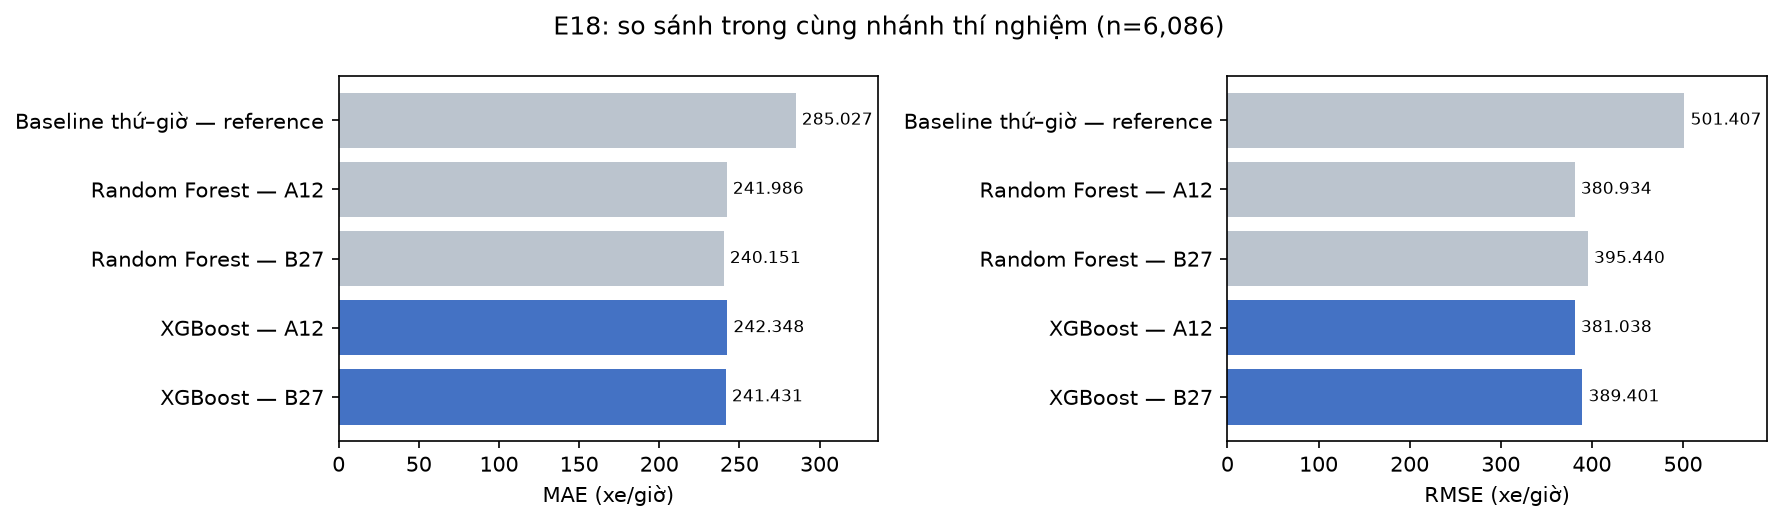 E18: so sánh trong cùng nhánh thí nghiệm (n=6,086)
Baseline thứ–giờ — reference
285.027
Random Forest — A12
241.986
Random Forest — B27
240.151
XGBoost — A12
242.348
XGBoost — B27
241.431
0 50 100 150 200 250 300
MAE (xe/giờ)
Baseline thứ–giờ — reference
501.407
Random Forest — A12
380.934
Random Forest — B27
395.440
XGBoost — A12
381.038
XGBoost — B27
389.401
0 100 200 300 400 500
RMSE (xe/giờ)